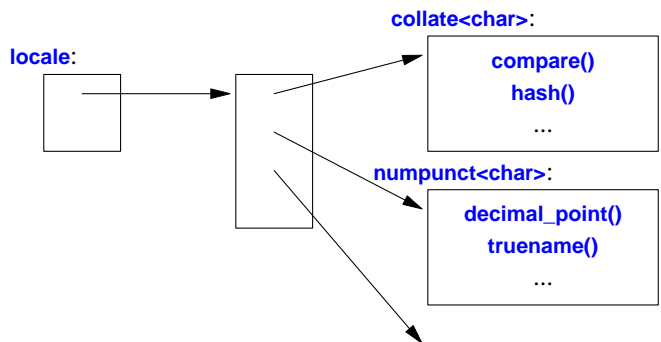 collate<char>:
locale:
compare()
hash()
...
numpunct<char>:
decimal_point()
truename()
...